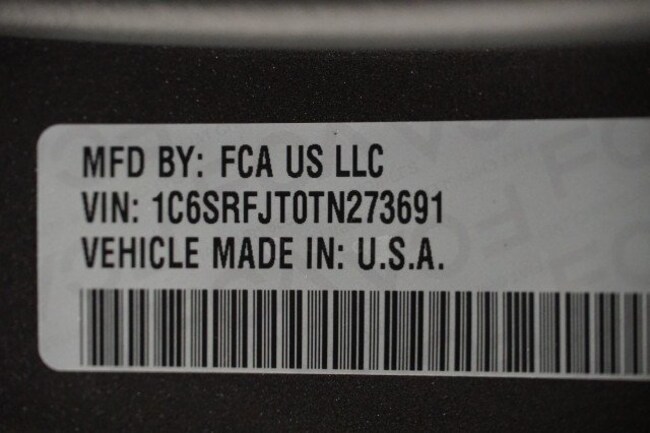 MFD BY: FCA US LLC
VIN: 1C6SRFJT0TN273691
VEHICLE MADE IN: U.S.A.